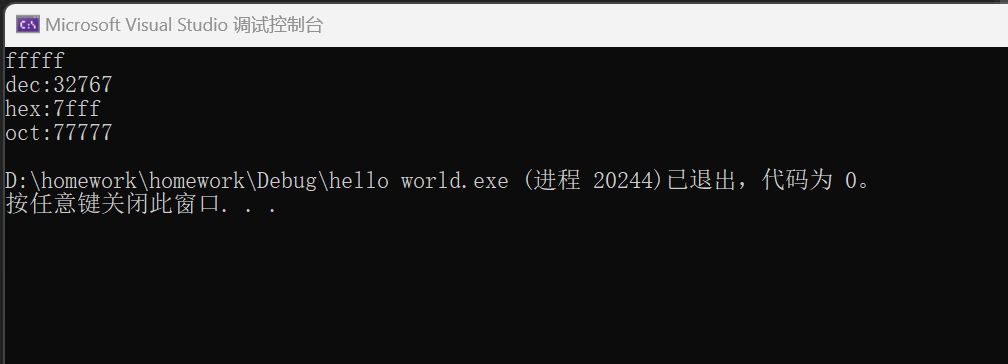 Microsoft Visual Studio 调试控制台
fffff
dec:32767
hex:7fff
oct:77777
D:\homework\homework\Debug\hello world.exe (进程 20244)已退出，代码为 0。
按任意键关闭此窗口. . .